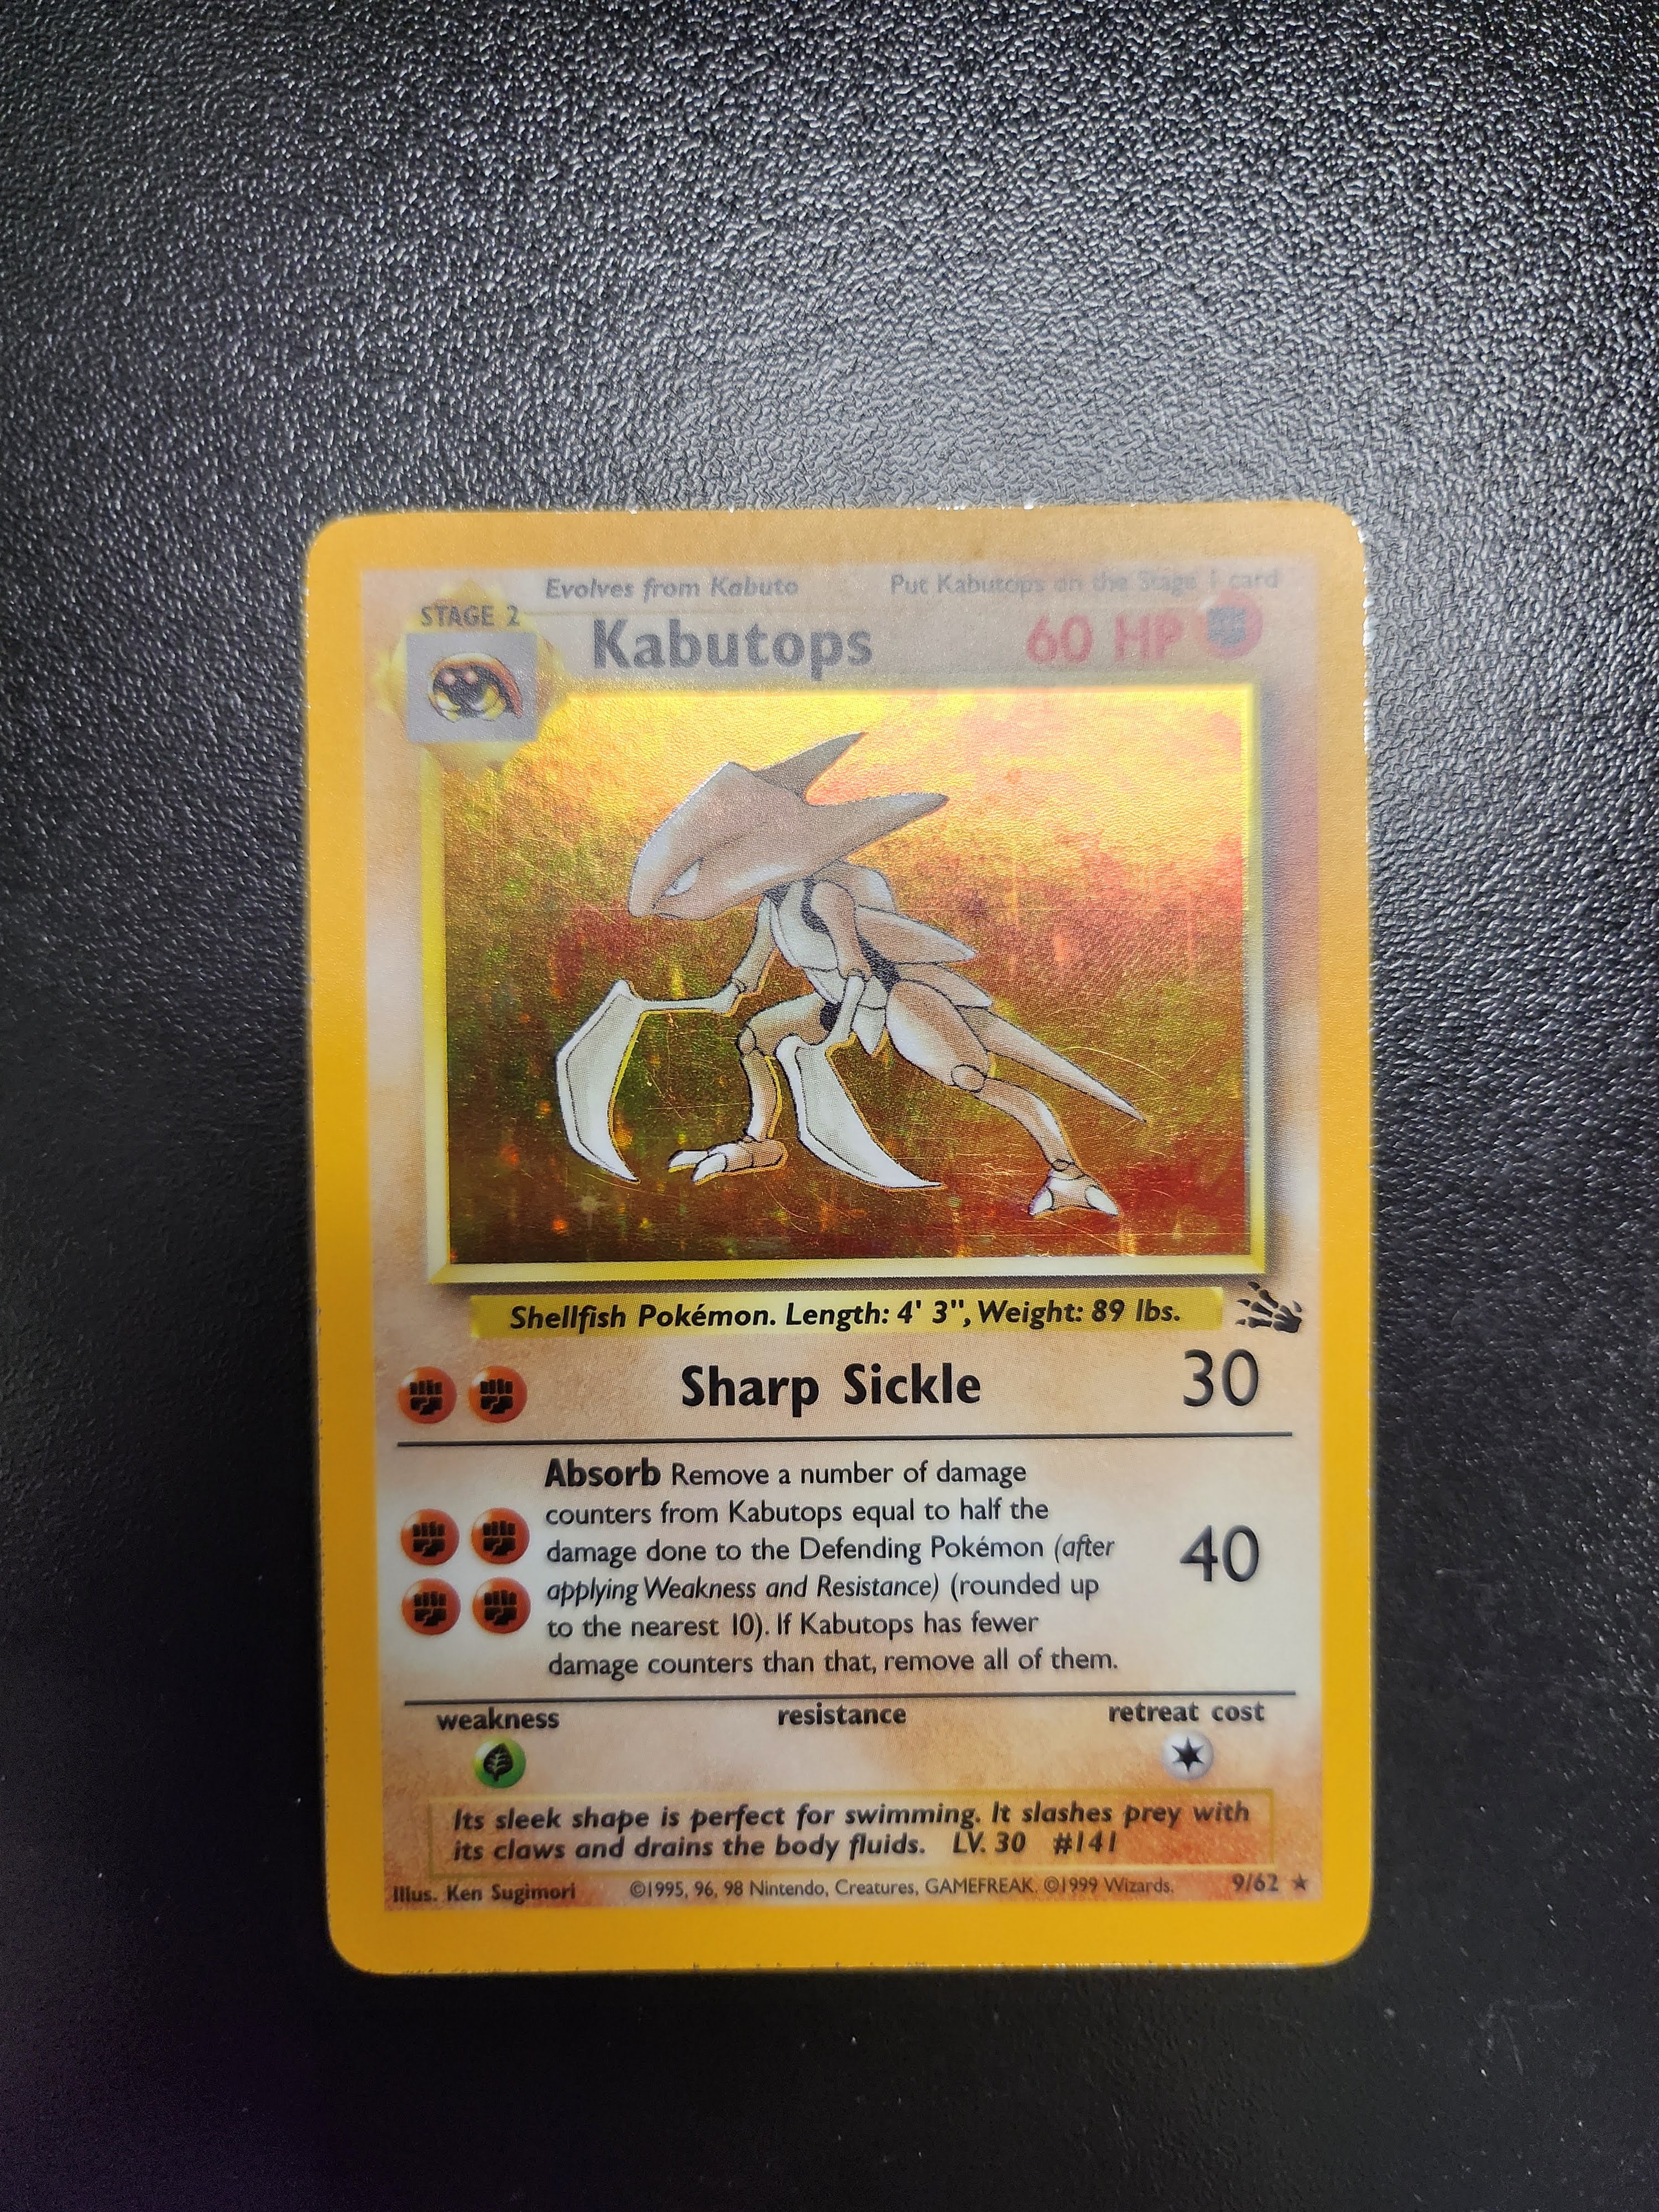 Evolves from Kabuto Put Kabutops on the Stage 1 card
STAGE 2
Kabutops 60 HP
Shellfish Pokémon. Length: 4' 3", Weight: 89 lbs.
Sharp Sickle 30
Absorb Remove a number of damage
counters from Kabutops equal to half the
damage done to the Defending Pokémon (after
applying Weakness and Resistance) (rounded up
to the nearest 10). If Kabutops has fewer
damage counters than that, remove all of them.
40
weakness resistance retreat cost
Its sleek shape is perfect for swimming. It slashes prey with
its claws and drains the body fluids. LV. 30 #141
Illus. Ken Sugimori ©1995, 96, 98 Nintendo, Creatures, GAMEFREAK. ©1999 Wizards. 9/62 ★